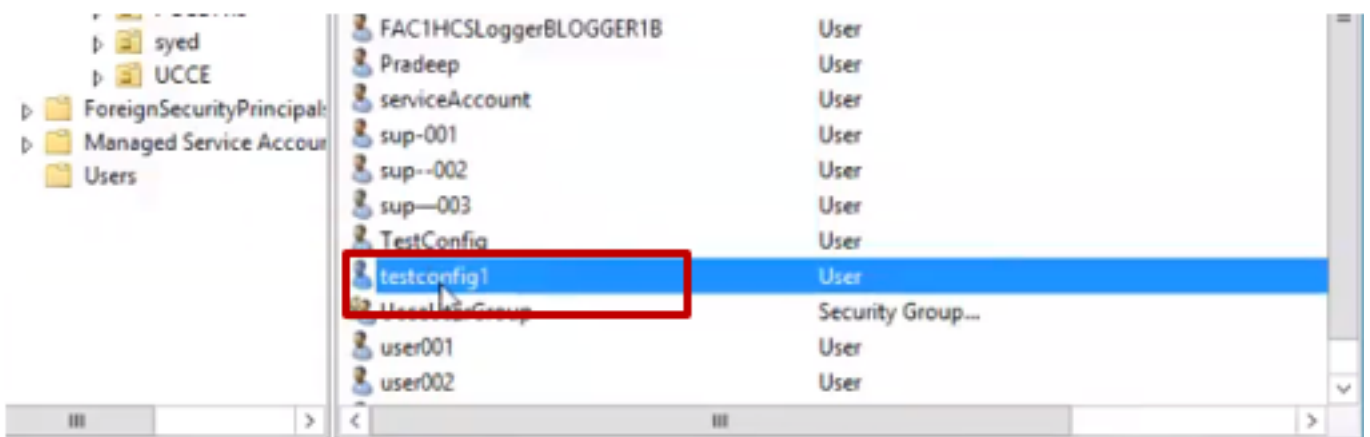 syed
UCCE
ForeignSecurityPrincipal
Managed Service Accour
Users
FAC1HCSLoggerBLOGGER1B User
Pradeep User
serviceAccount User
sup-001 User
sup--002 User
sup—003 User
TestConfig User
testconfig1 User
Security Group...
user001 User
user002 User